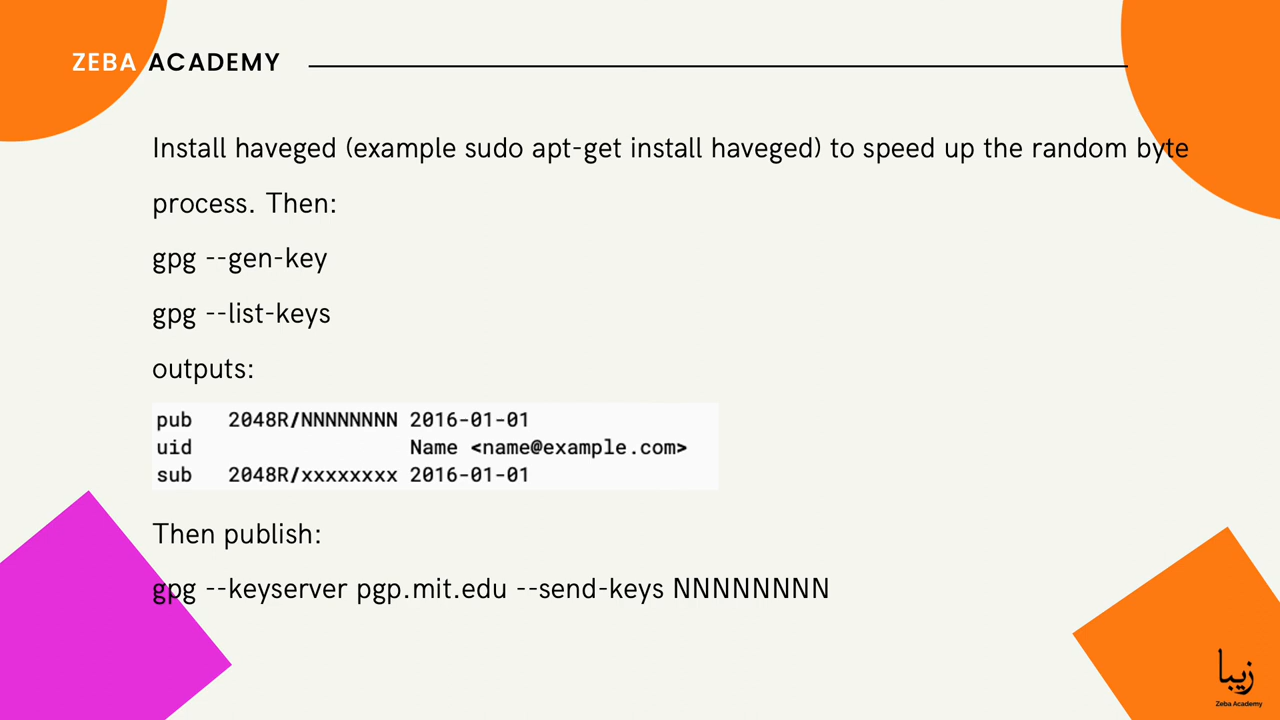 ZEBA ACADEMY
Install haveged (example sudo apt-get install haveged) to speed up the random byte
process. Then:
gpg --gen-key
gpg --list-keys
outputs:
pub   2048R/NNNNNNNN 2016-01-01
uid                  Name <name@example.com>
sub   2048R/xxxxxxxx 2016-01-01
Then publish:
gpg --keyserver pgp.mit.edu --send-keys NNNNNNNN
زيبا
Zeba Academy